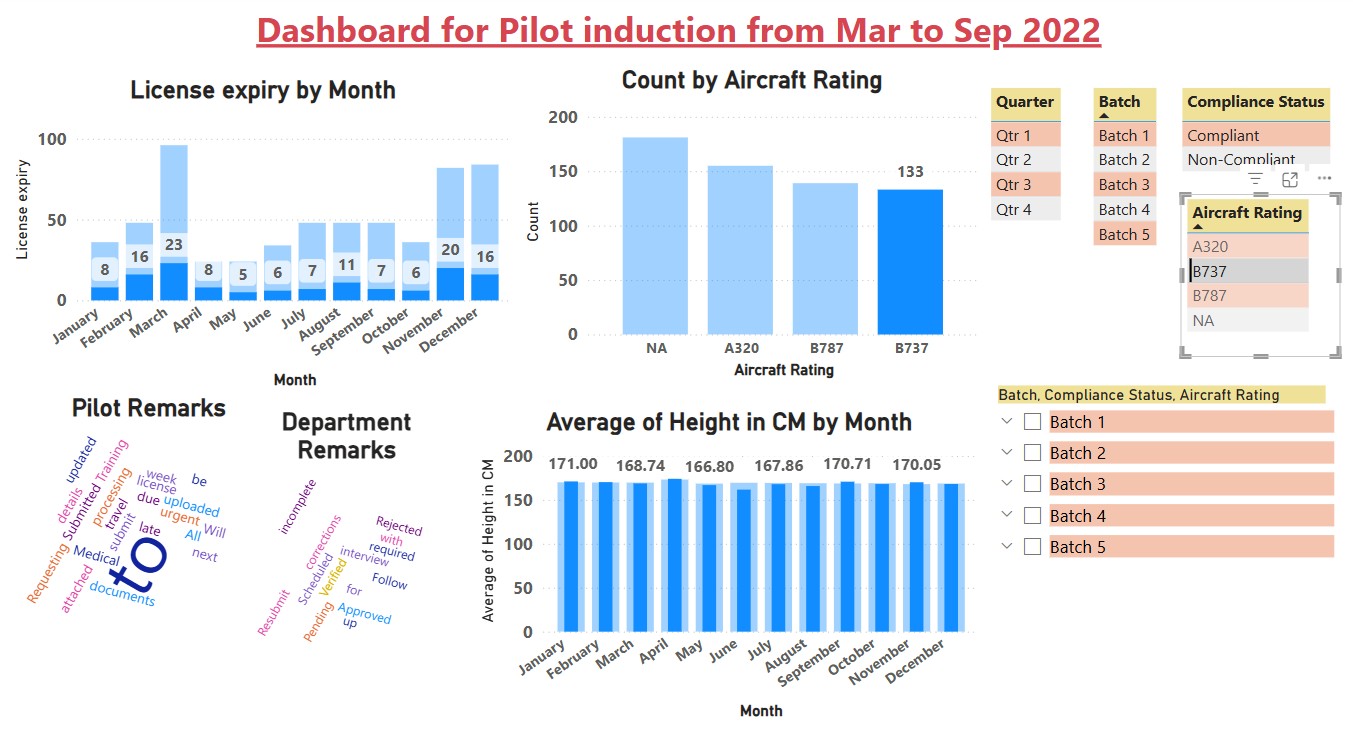 Dashboard for Pilot induction from Mar to Sep 2022
License expiry by Month
License expiry
100
50
0
8
16
23
8
5
6
7
11
7
6
20
16
January
February
March
April
May
June
July
August
September
October
November
December
Month
Count by Aircraft Rating
Count
200
150
100
50
0
133
NA
A320
B787
B737
Aircraft Rating
Quarter
Qtr 1
Qtr 2
Qtr 3
Qtr 4
Batch
Batch 1
Batch 2
Batch 3
Batch 4
Batch 5
Compliance Status
Compliant
Non-Compliant
Aircraft Rating
A320
B737
B787
NA
Pilot Remarks
updated
Training
details
Submitted
processing
week
license
be
due
uploaded
travel
urgent
submit
late
All
Will
next
Requesting
Medical
to
attached
documents
Department
Remarks
incomplete
corrections
Rejected
with
required
interview
Scheduled
Verified
Follow
for
Resubmit
Pending
Approved
up
Average of Height in CM by Month
Average of Height in CM
200
150
100
50
0
171.00
168.74
166.80
167.86
170.71
170.05
January
February
March
April
May
June
July
August
September
October
November
December
Month
Batch, Compliance Status, Aircraft Rating
Batch 1
Batch 2
Batch 3
Batch 4
Batch 5